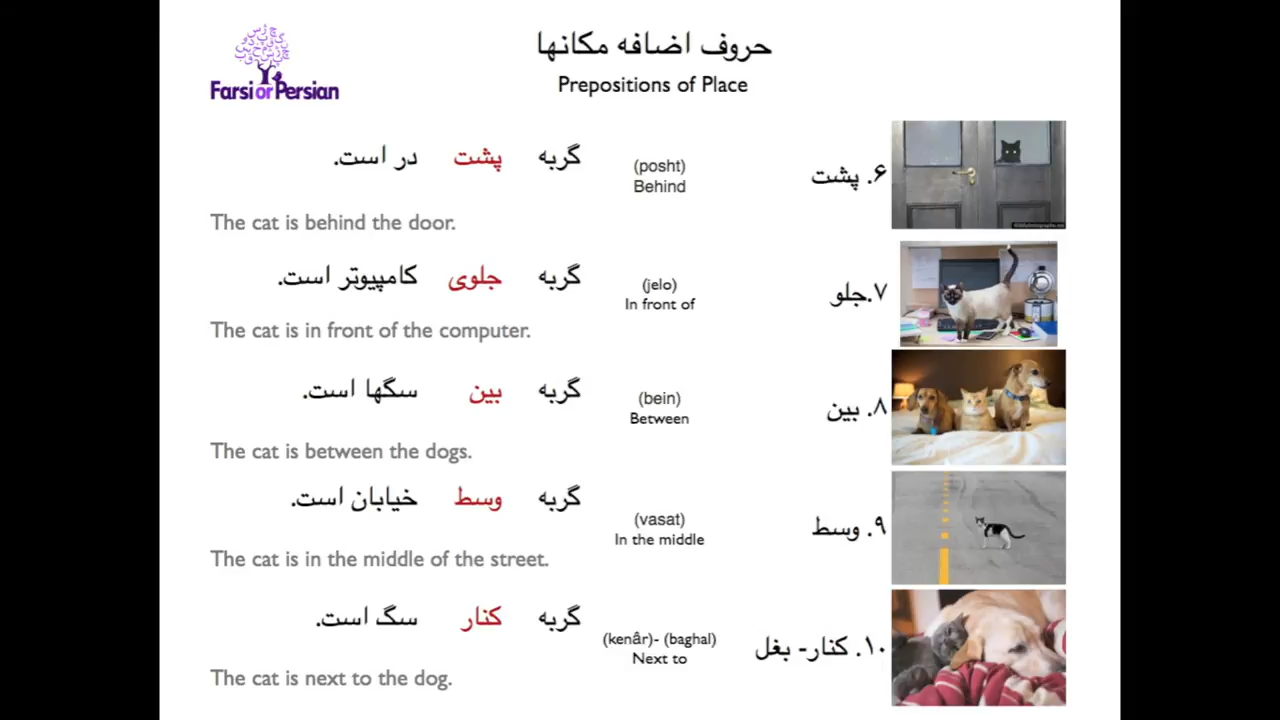 Farsi or Persian
حروف اضافه مکانها
Prepositions of Place
۶. پشت
(posht)
Behind
گربه پشت در است.
The cat is behind the door.
۷.جلو
(jelo)
In front of
گربه جلوی کامپیوتر است.
The cat is in front of the computer.
۸. بین
(bein)
Between
گربه بین سگها است.
The cat is between the dogs.
۹. وسط
(vasat)
In the middle
گربه وسط خیابان است.
The cat is in the middle of the street.
۱۰. کنار- بغل
(kenâr)- (baghal)
Next to
گربه کنار سگ است.
The cat is next to the dog.